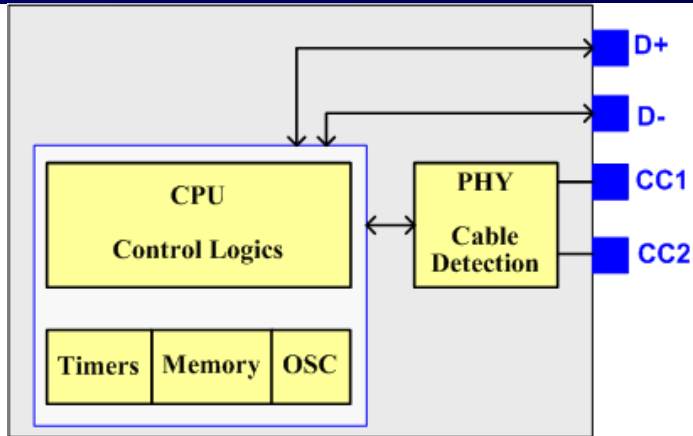 D+
D-
CPU
Control Logics
PHY
Cable
Detection
CC1
CC2
Timers Memory OSC